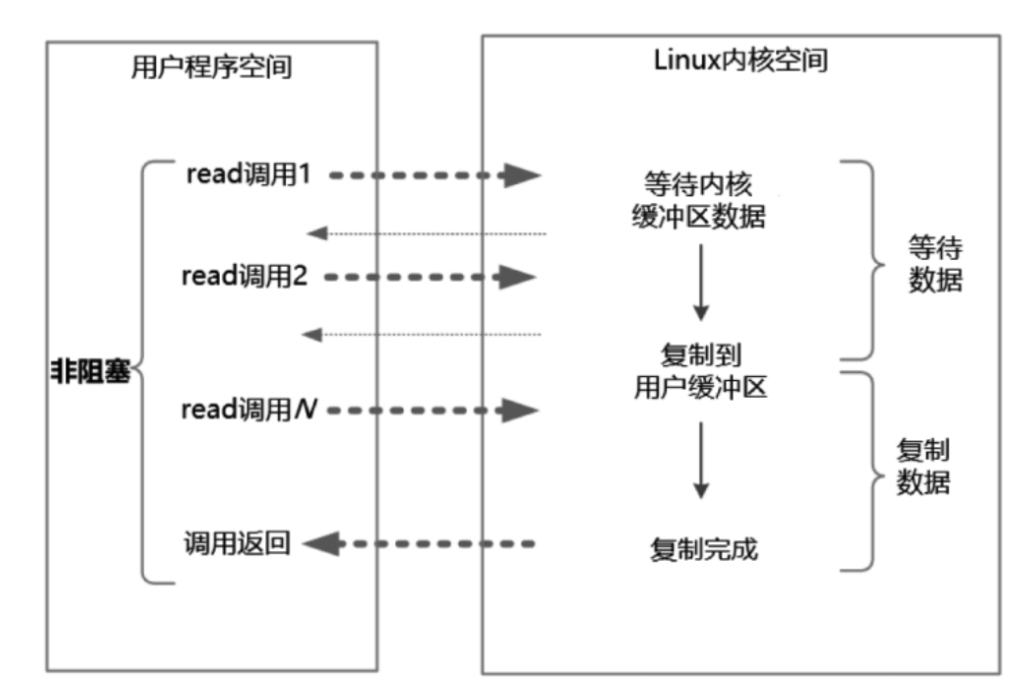 用户程序空间
Linux内核空间
read调用1
等待内核
缓冲区数据
等待
数据
read调用2
复制到
用户缓冲区
非阻塞
read调用N
复制
数据
调用返回
复制完成